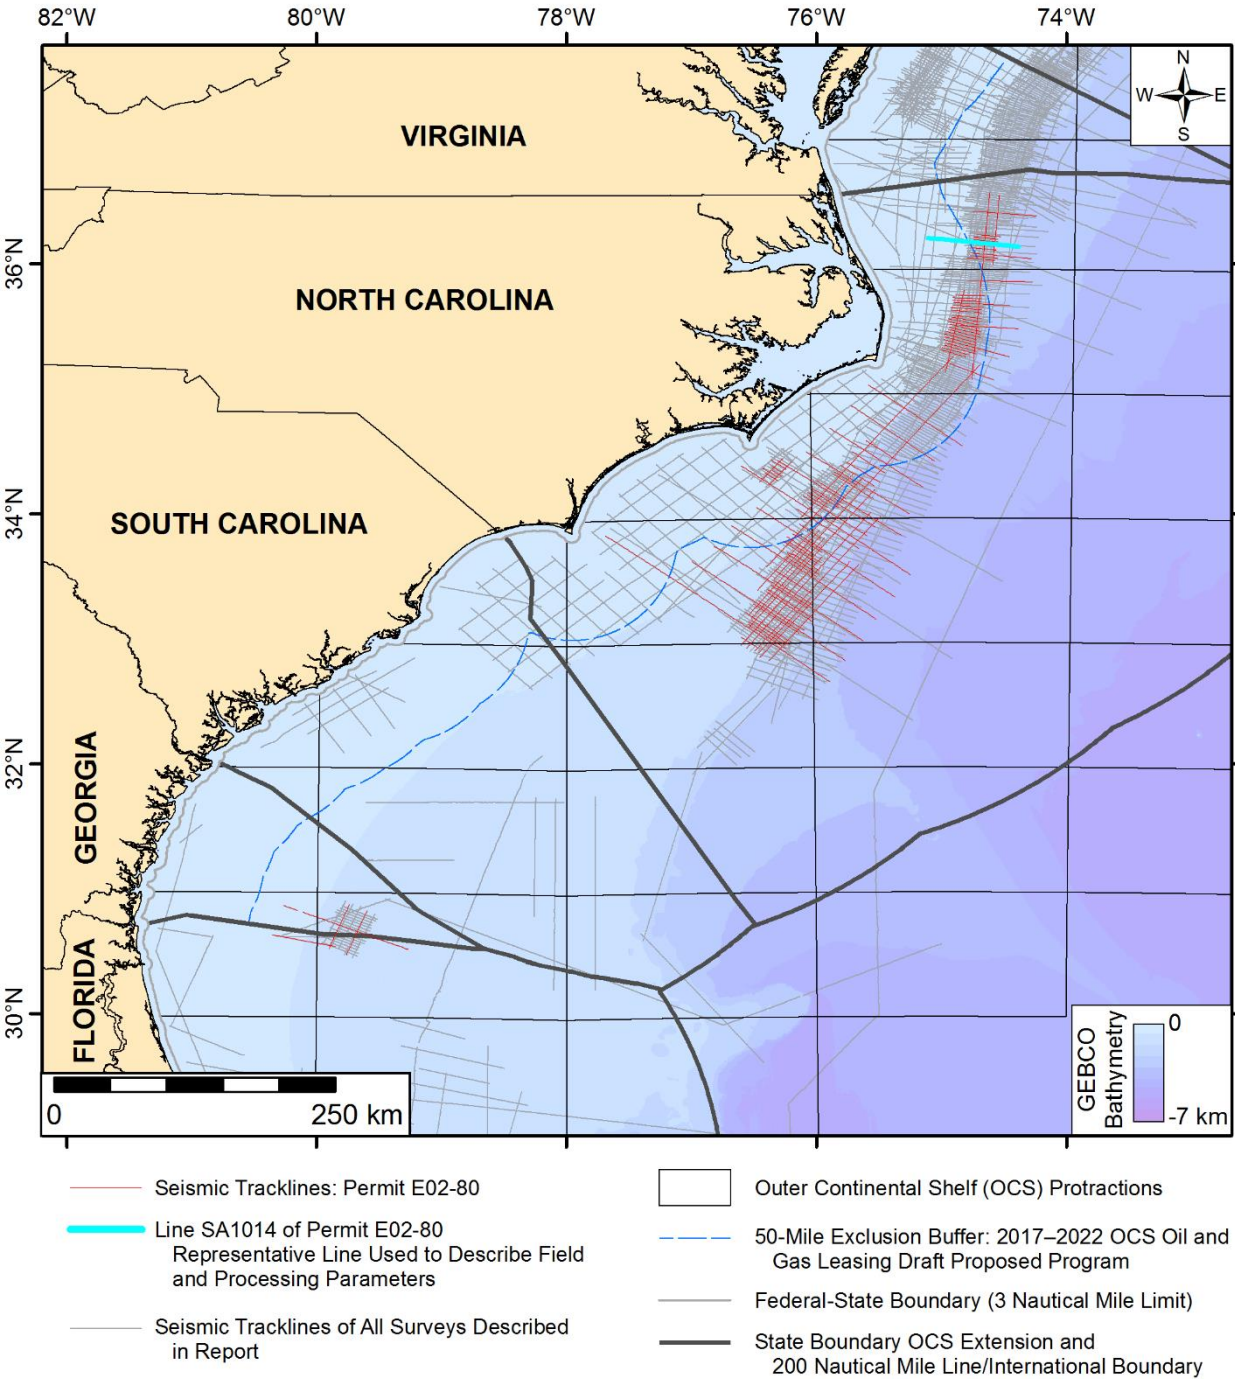 82°W 80°W 78°W 76°W 74°W
N
W E
S
VIRGINIA
36°N
NORTH CAROLINA
34°N
SOUTH CAROLINA
32°N
GEORGIA
30°N
FLORIDA
0 250 km
GEBCO
Bathymetry
0
-7 km
Seismic Tracklines: Permit E02-80
Line SA1014 of Permit E02-80
Representative Line Used to Describe Field
and Processing Parameters
Seismic Tracklines of All Surveys Described
in Report
Outer Continental Shelf (OCS) Protractions
50-Mile Exclusion Buffer: 2017–2022 OCS Oil and
Gas Leasing Draft Proposed Program
Federal-State Boundary (3 Nautical Mile Limit)
State Boundary OCS Extension and
200 Nautical Mile Line/International Boundary